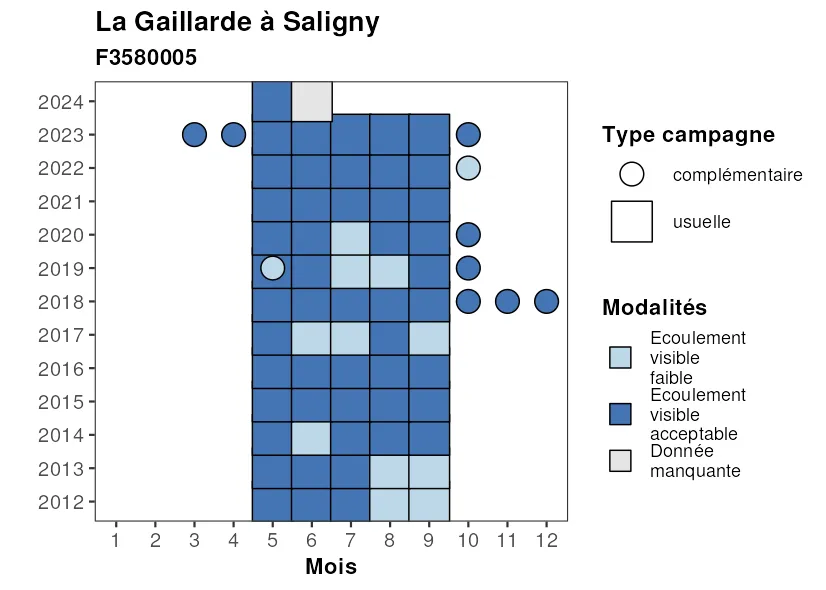 La Gaillarde à Saligny
F3580005
2024
2023
2022
2021
2020
2019
2018
2017
2016
2015
2014
2013
2012
1 2 3 4 5 6 7 8 9 10 11 12
Mois
Type campagne
complémentaire
usuelle
Modalités
Ecoulement
visible
faible
Ecoulement
visible
acceptable
Donnée
manquante